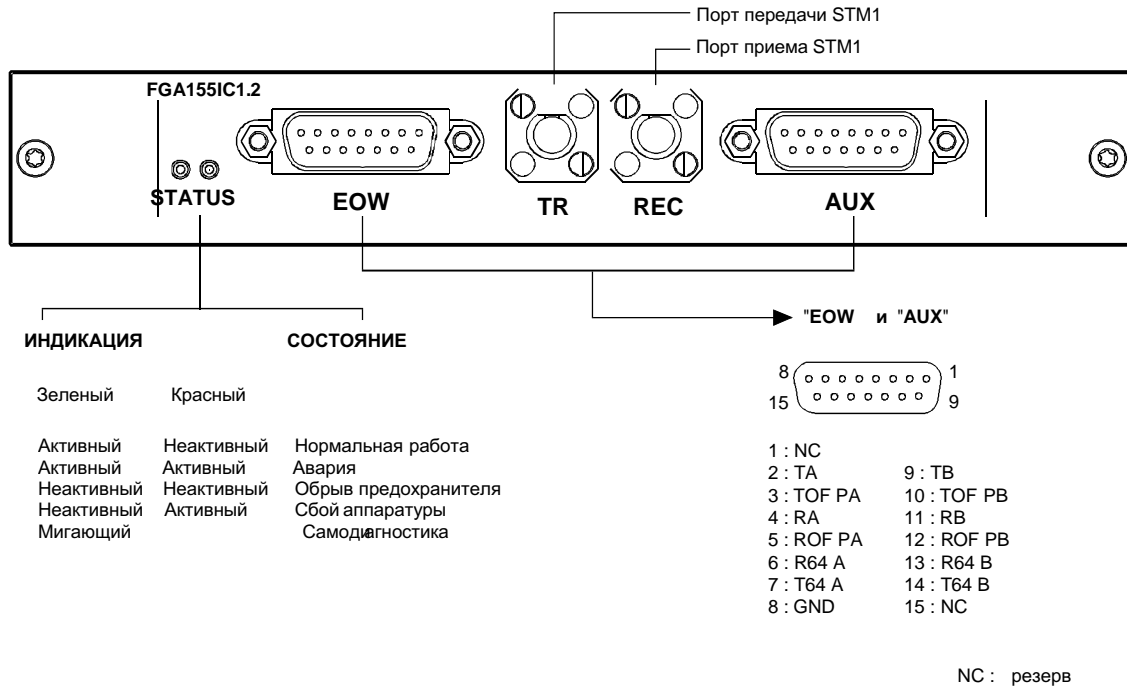 Порт передачи STM1
Порт приема STM1
FGA155IC1.2
STATUS
EOW
TR
REC
AUX
ИНДИКАЦИЯ СОСТОЯНИЕ
Зеленый Красный
Активный Неактивный Нормальная работа
Активный Активный Авария
Неактивный Неактивный Обрыв предохранителя
Неактивный Активный Сбой аппаратуры
Мигающий Самодиагностика
"EOW и "AUX"
8 1
15 9
1 : NC
2 : TA 9 : TB
3 : TOF PA 10 : TOF PB
4 : RA 11 : RB
5 : ROF PA 12 : ROF PB
6 : R64 A 13 : R64 B
7 : T64 A 14 : T64 B
8 : GND 15 : NC
NC : резерв